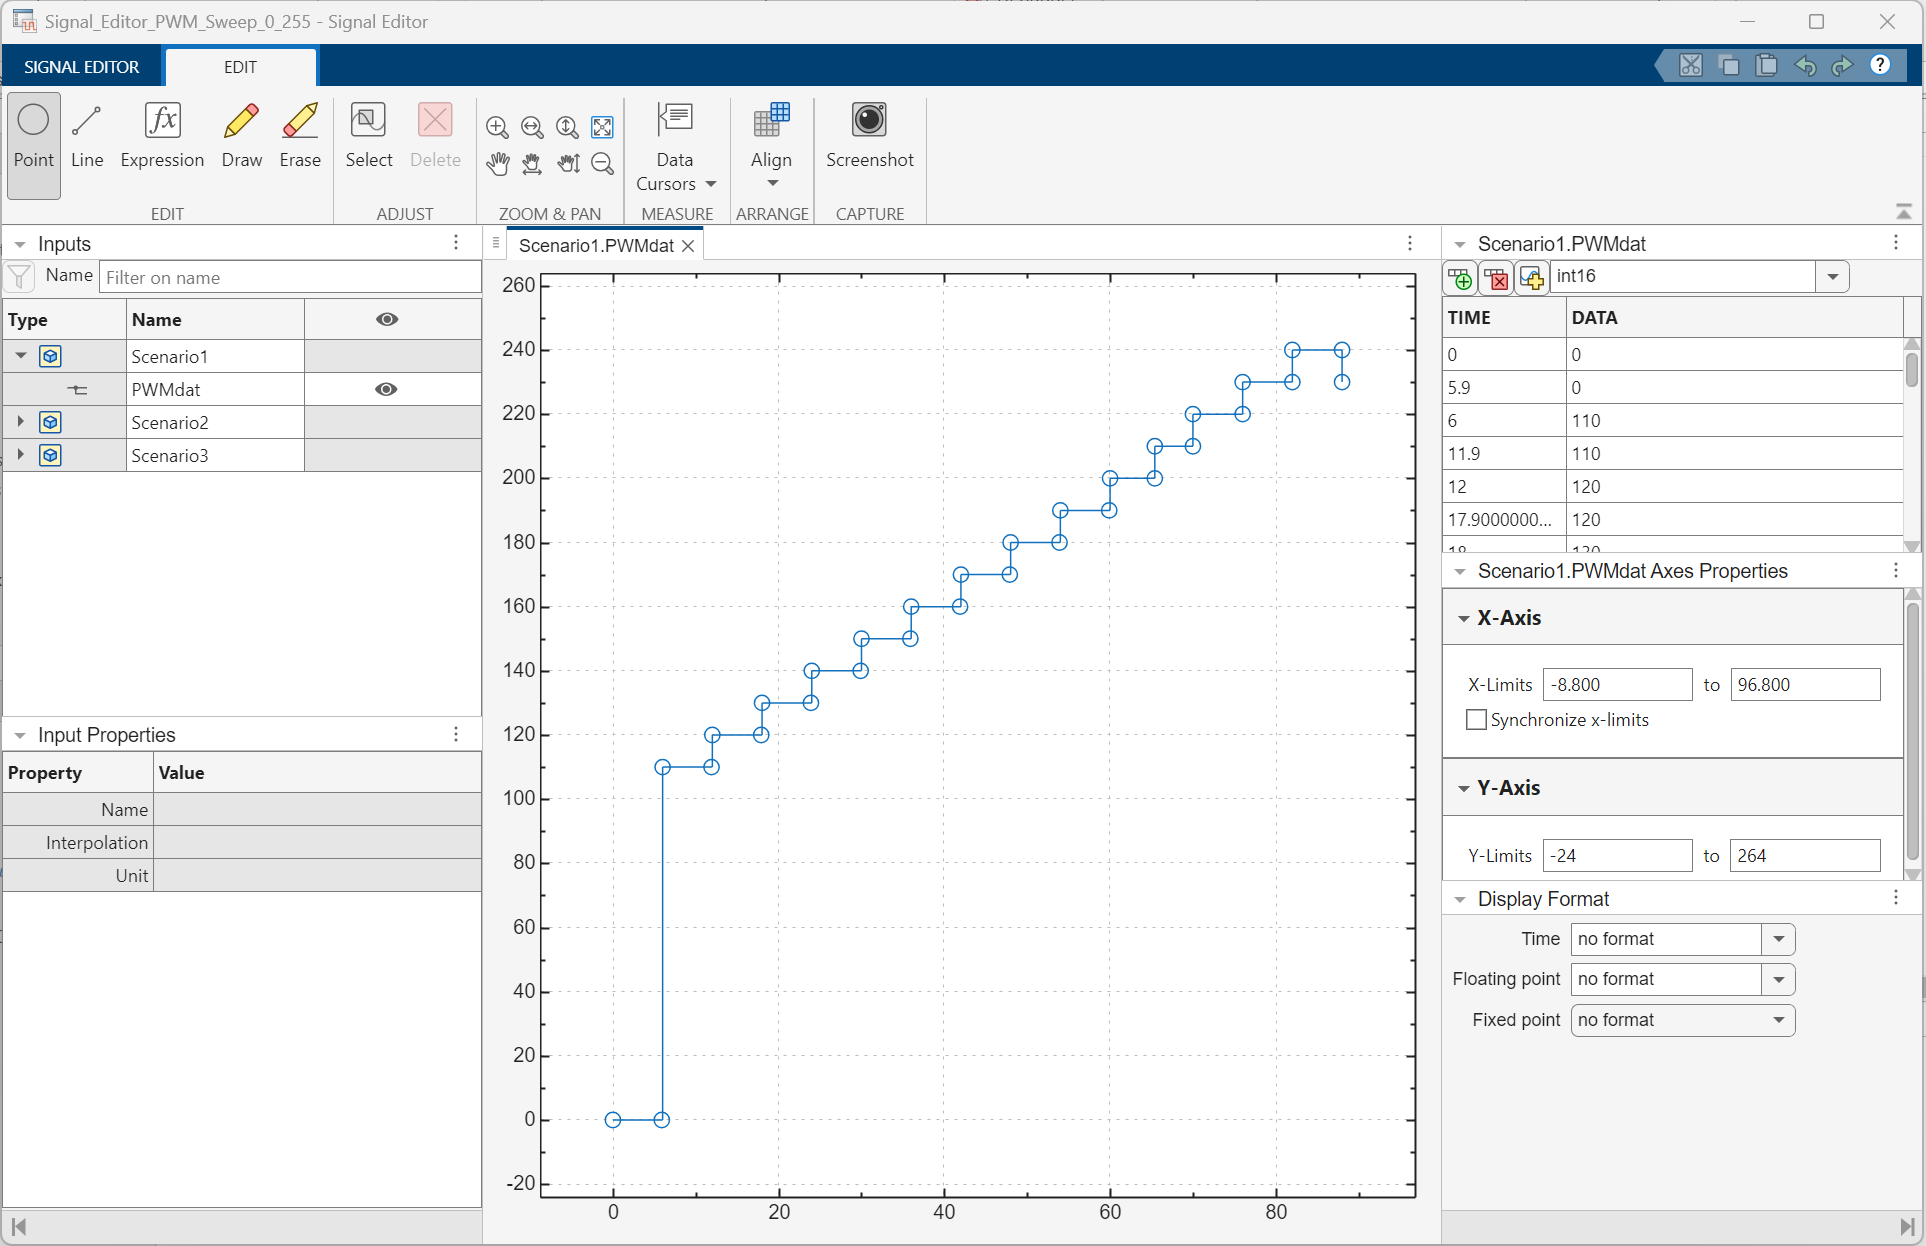 Signal_Editor_PWM_Sweep_0_255 - Signal Editor
SIGNAL EDITOR
EDIT
?
Point
Line
fx
Expression
Draw
Erase
Select
Delete
Data
Cursors
Align
Screenshot
EDIT
ADJUST
ZOOM & PAN
MEASURE
ARRANGE
CAPTURE
Inputs
Name
Filter on name
Type
Name
Scenario1
PWMdat
Scenario2
Scenario3
Input Properties
Property
Value
Name
Interpolation
Unit
Scenario1.PWMdat
260
240
220
200
180
160
140
120
100
80
60
40
20
0
-20
0
20
40
60
80
Scenario1.PWMdat
int16
TIME
DATA
0
0
5.9
0
6
110
11.9
110
12
120
17.9000000...
120
18
130
Scenario1.PWMdat Axes Properties
X-Axis
X-Limits
-8.800
to
96.800
Synchronize x-limits
Y-Axis
Y-Limits
-24
to
264
Display Format
Time
no format
Floating point
no format
Fixed point
no format